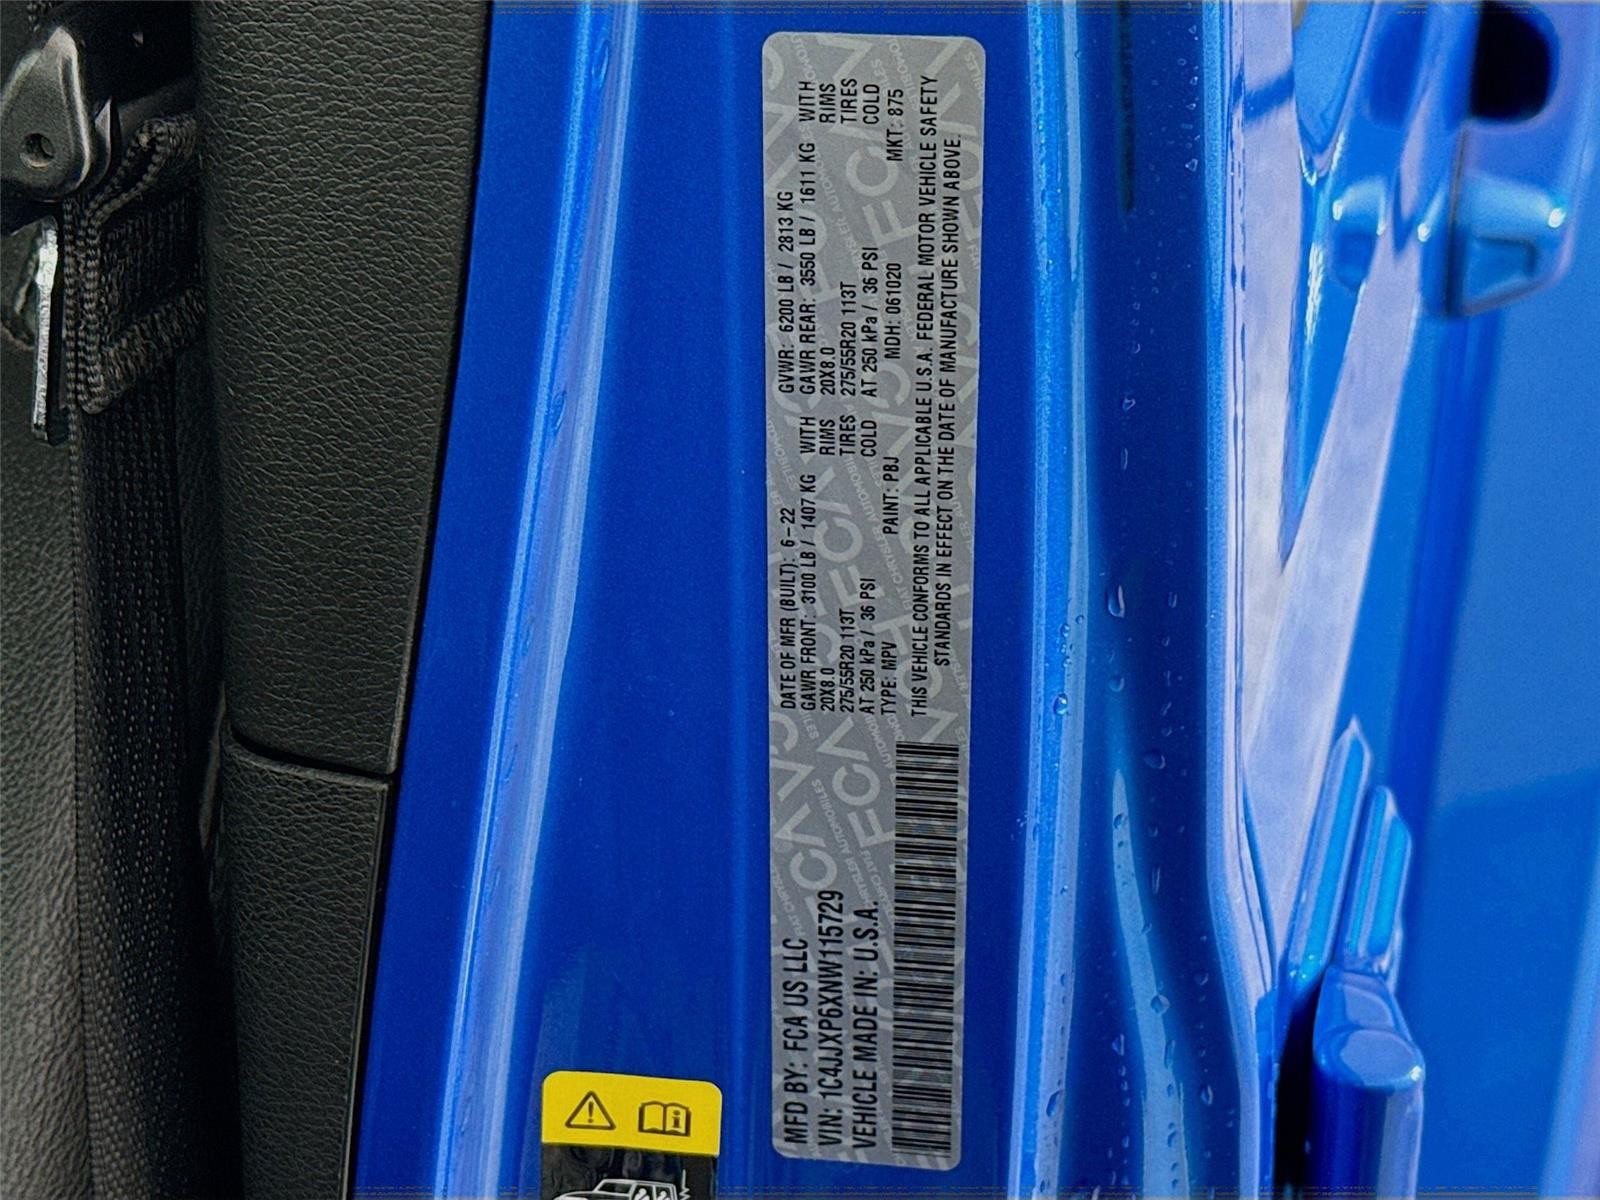 MFD BY: FCA US LLC
VIN: 1C4JJXP6XNW115729
VEHICLE MADE IN: U.S.A.
DATE OF MFR (BUILT): 6-22 GVWR: 6200 LB / 2813 KG
GAWR FRONT: 3100 LB / 1407 KG WITH GAWR REAR: 3550 LB / 1611 KG WITH
20X8.0 RIMS 20X8.0 RIMS
275/55R20 113T TIRES 275/55R20 113T TIRES
AT 250 kPa / 36 PSI COLD AT 250 kPa / 36 PSI COLD
TYPE: MPV PAINT: PBJ MDH: 061020 MKT: 875
THIS VEHICLE CONFORMS TO ALL APPLICABLE U.S.A. FEDERAL MOTOR VEHICLE SAFETY
STANDARDS IN EFFECT ON THE DATE OF MANUFACTURE SHOWN ABOVE.